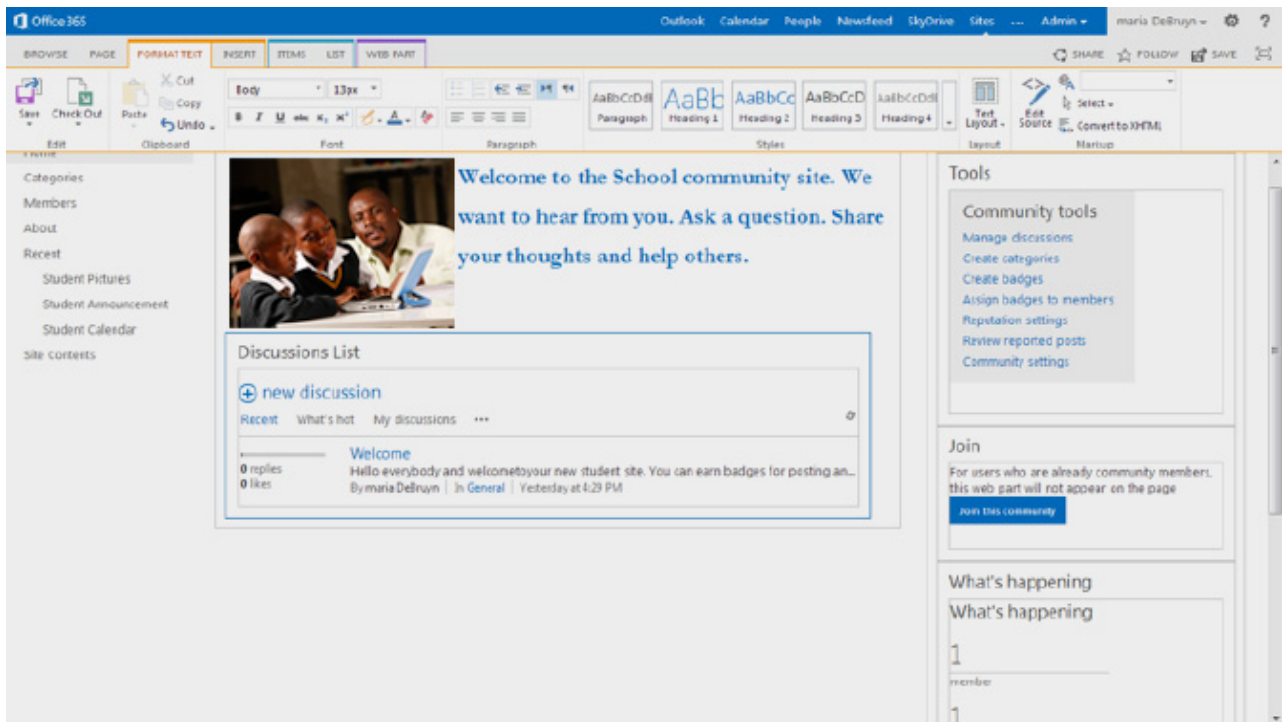 Office 365
Outlook Calendar People Newsfeed SkyDrive Sites ... Admin maria DeBruyn ?
BROWSE PAGE FORMAT TEXT INSERT ITEMS LIST WEB PART
SHARE FOLLOW SAVE
Save Check Out Paste Cut Copy Undo
Body 13px
B I U abc x₂ x² A
AaBbCcDdE AaBb AaBbCc AaBbCcD AaBbCcDdE
Paragraph Heading 1 Heading 2 Heading 3 Heading 4
Text Layout Edit Source Select Convert to XHTML
Edit Clipboard Font Paragraph Styles Layout Markup
Home
Categories
Members
About
Recent
Student Pictures
Student Announcement
Student Calendar
Site Contents
Welcome to the School community site. We
want to hear from you. Ask a question. Share
your thoughts and help others.
Discussions List
new discussion
Recent What's hot My discussions ...
Welcome
0 replies
0 likes
Hello everybody and welcometoyour new student site. You can earn badges for posting an...
By maria DeBruyn | In General | Yesterday at 4:29 PM
Tools
Community tools
Manage discussions
Create categories
Create badges
Assign badges to members
Reputation settings
Review reported posts
Community settings
Join
For users who are already community members,
this web part will not appear on the page
Join this community
What's happening
What's happening
1
member
1